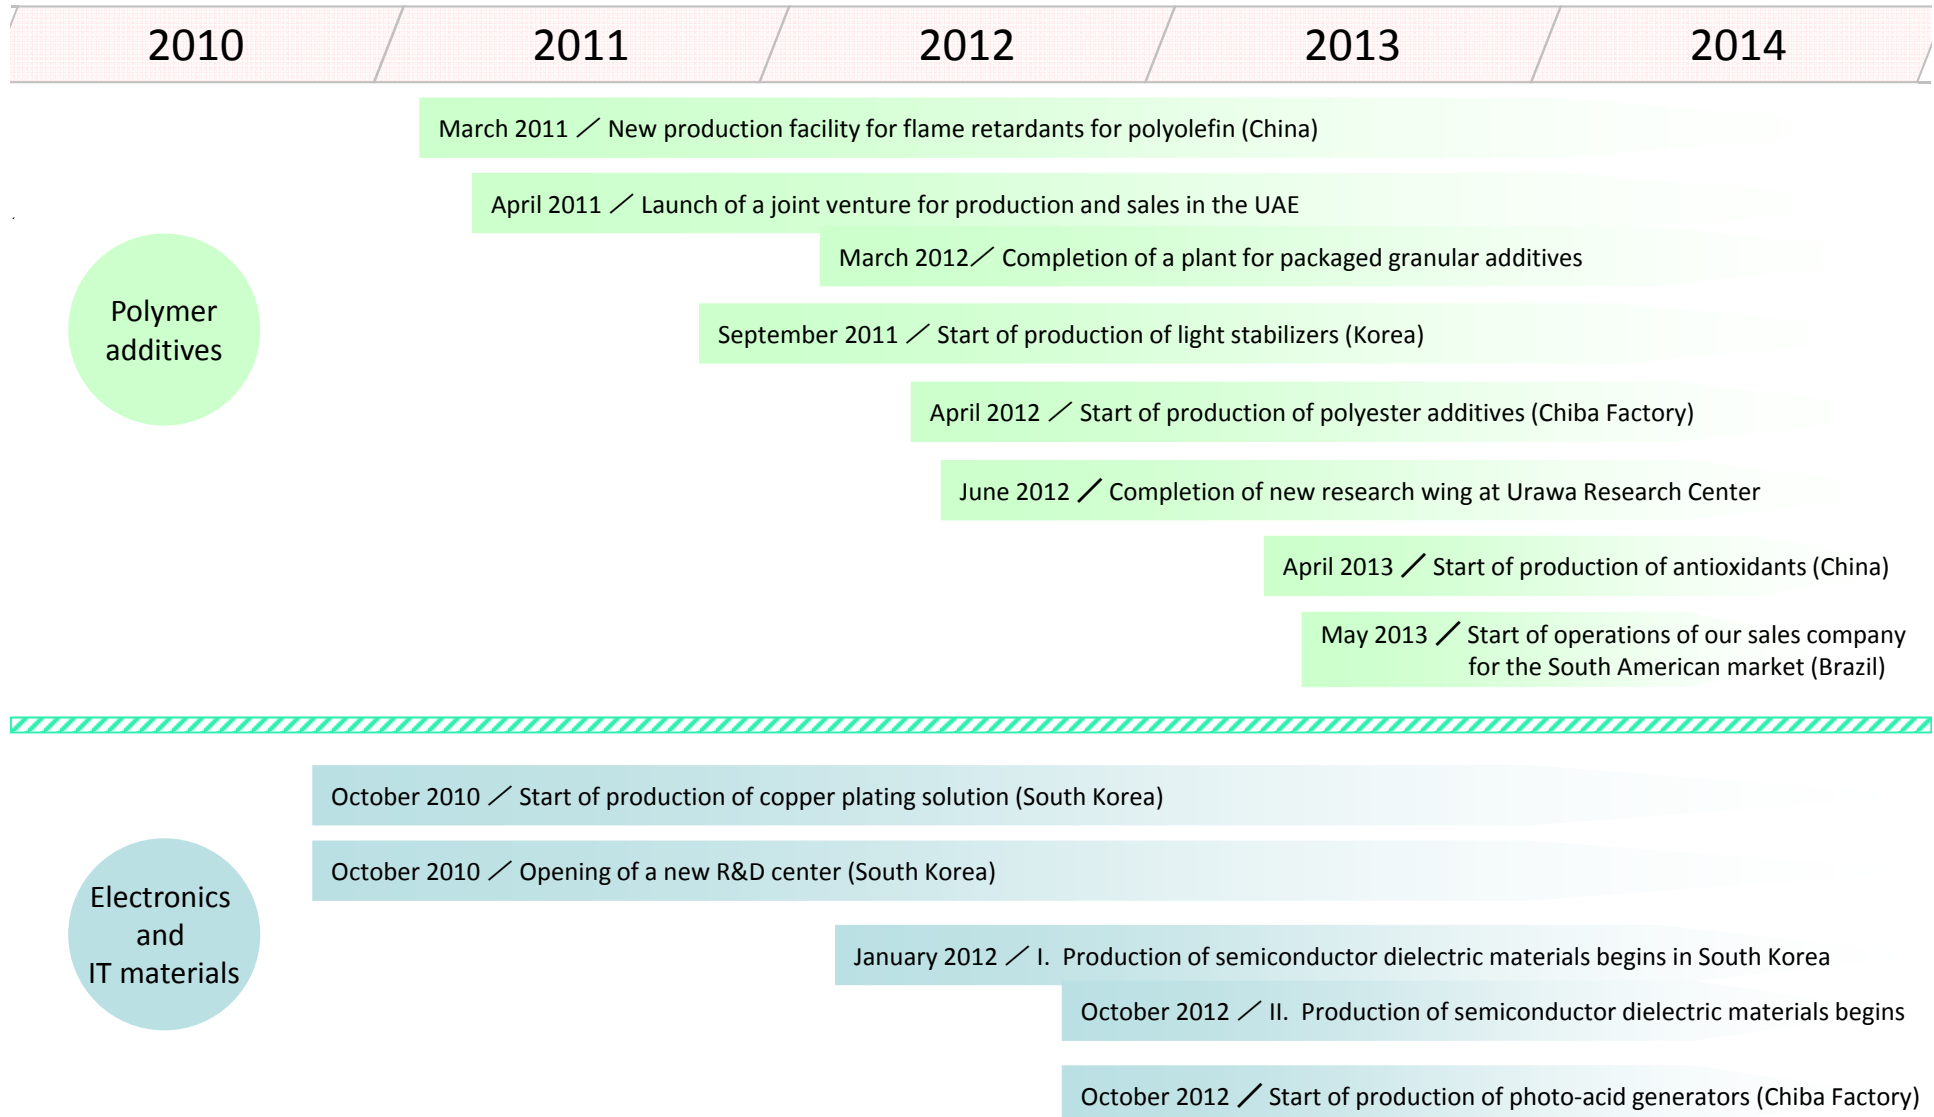 2010 2011 2012 2013 2014
March 2011 ／ New production facility for flame retardants for polyolefin (China)
April 2011 ／ Launch of a joint venture for production and sales in the UAE
March 2012／ Completion of a plant for packaged granular additives
Polymer
additives
September 2011 ／ Start of production of light stabilizers (Korea)
April 2012 ／ Start of production of polyester additives (Chiba Factory)
June 2012 ／ Completion of new research wing at Urawa Research Center
April 2013 ／ Start of production of antioxidants (China)
May 2013 ／ Start of operations of our sales company
for the South American market (Brazil)
October 2010 ／ Start of production of copper plating solution (South Korea)
October 2010 ／ Opening of a new R&D center (South Korea)
Electronics
and
IT materials
January 2012 ／ I. Production of semiconductor dielectric materials begins in South Korea
October 2012 ／ II. Production of semiconductor dielectric materials begins
October 2012 ／ Start of production of photo-acid generators (Chiba Factory)